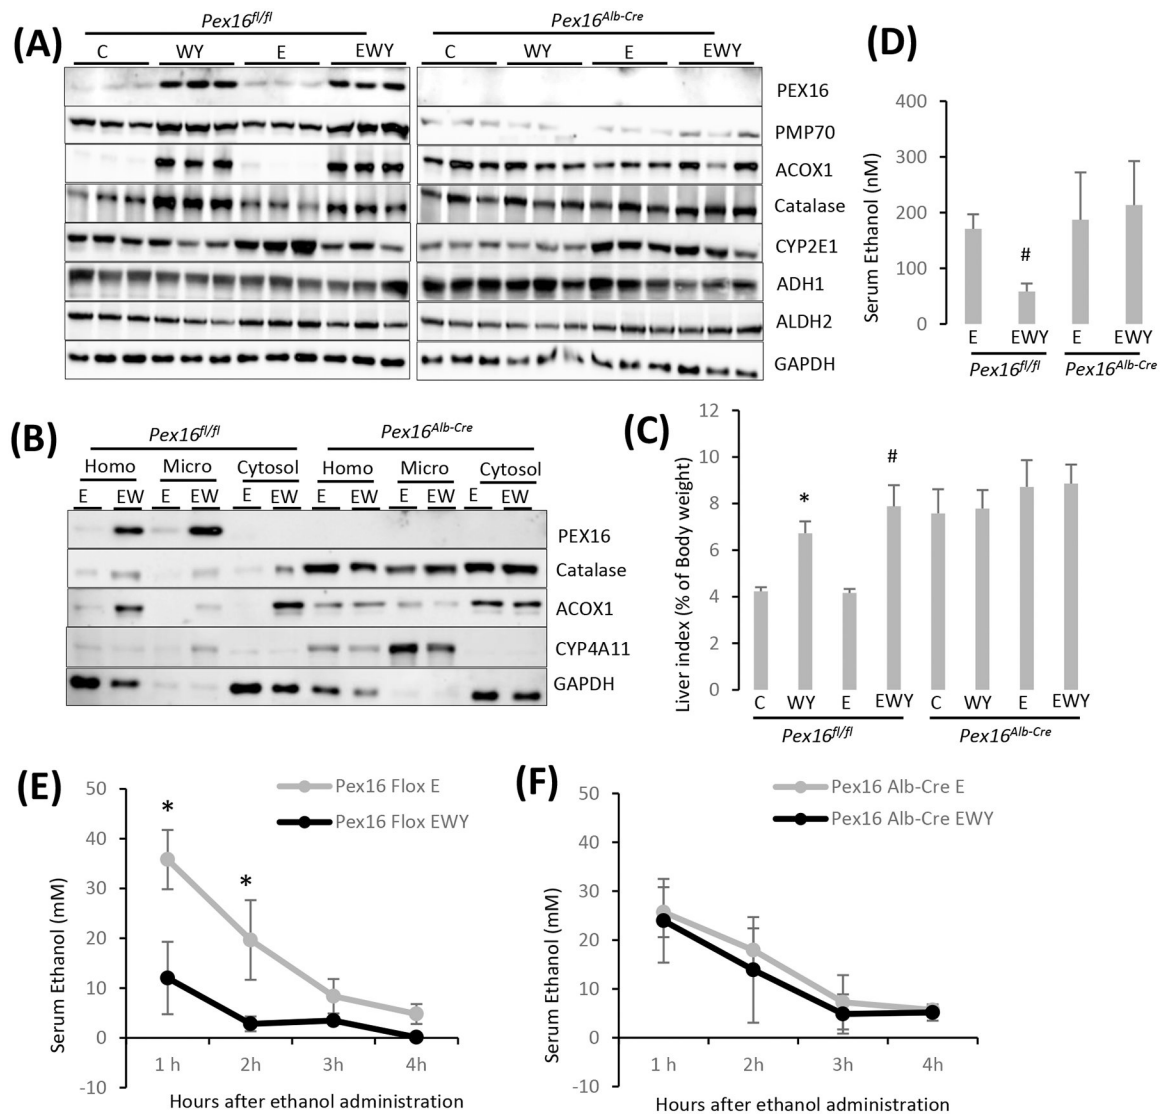 (A)
Pex16fl/fl
Pex16Alb-Cre
C WY E EWY C WY E EWY
PEX16
PMP70
ACOX1
Catalase
CYP2E1
ADH1
ALDH2
GAPDH
(D)
Serum Ethanol (nM)
400
300
200
100
0
#
E EWY E EWY
Pex16fl/fl Pex16Alb-Cre
(B)
Pex16fl/fl Pex16Alb-Cre
Homo Micro Cytosol Homo Micro Cytosol
E EW E EW E EW E EW E EW E EW
PEX16
Catalase
ACOX1
CYP4A11
GAPDH
(C)
Liver index (% of Body weight)
12
10
8
6
4
2
0
* #
C WY E EWY C WY E EWY
Pex16fl/fl Pex16Alb-Cre
(E)
Serum Ethanol (mM)
50
40
30
20
10
0
-10
Pex16 Flox E
Pex16 Flox EWY
*
*
1 h 2h 3h 4h
Hours after ethanol administration
(F)
Serum Ethanol (mM)
50
40
30
20
10
0
-10
Pex16 Alb-Cre E
Pex16 Alb-Cre EWY
1 h 2h 3h 4h
Hours after ethanol administration